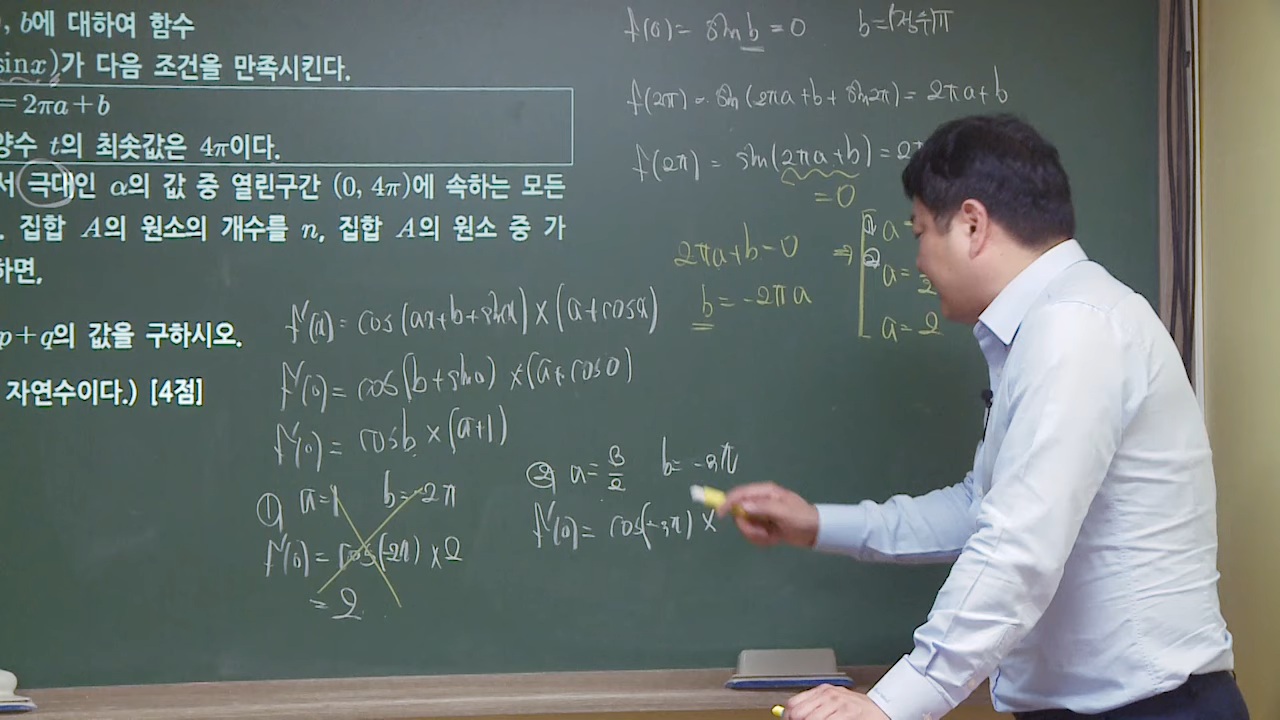 , b에 대하여 함수
sinx)가 다음 조건을 만족시킨다.
= 2πa + b
양수 t의 최솟값은 4π이다.
서 극대인 α의 값 중 열린구간 (0, 4π)에 속하는 모든
. 집합 A의 원소의 개수를 n, 집합 A의 원소 중 가
하면,
p+q의 값을 구하시오.
자연수이다.) [4점]
f(0) = sin b = 0 b = (정수)π
f(2π) = sin(2πa + b + sin2π) = 2πa + b
f(2π) = sin(2πa + b) = 2π
= 0
2πa + b = 0 ⇒
b = -2πa
① a =
② a =
a = 2
f'(x) = cos(ax + b + sinx) × (a + cosx)
f'(0) = cos(b + sin0) × (a + cos0)
f'(0) = cosb × (a+1)
① a = 1 b = -2π
f'(0) = cos(-2π) × 2
= 2
② a = 3/2 b = -3π
f'(0) = cos(-3π) ×